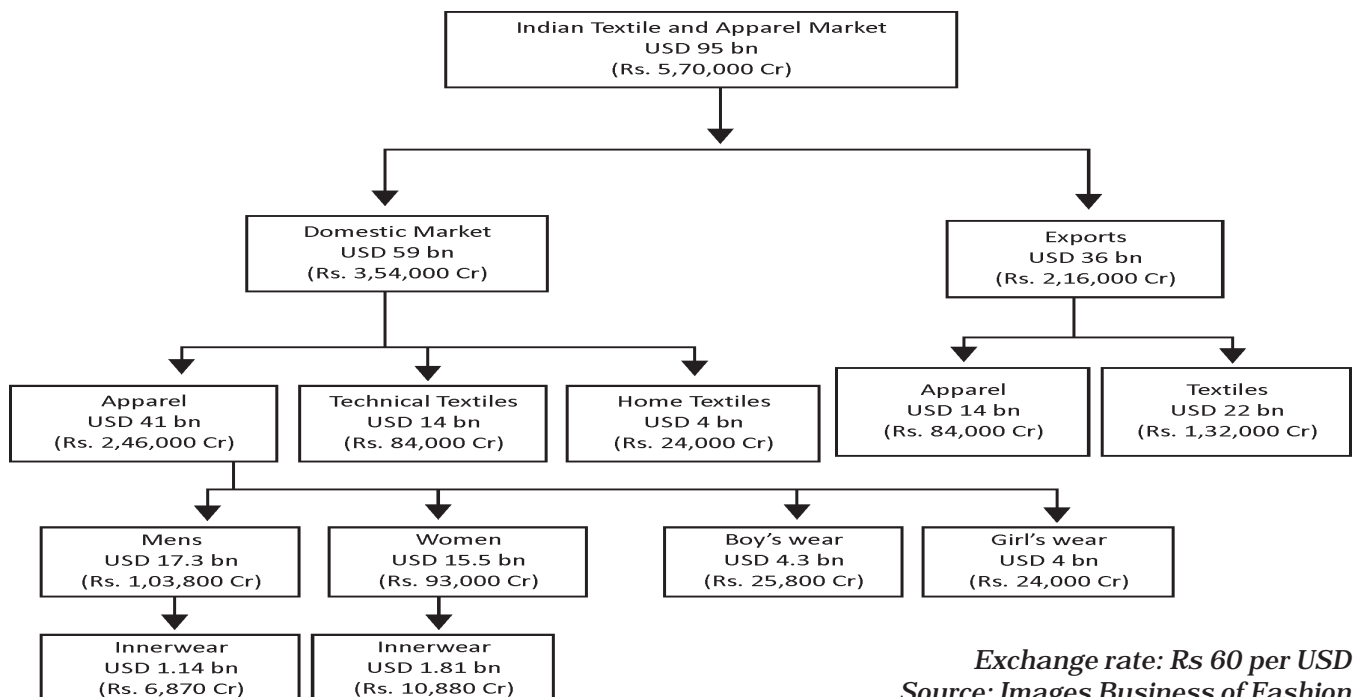 Indian Textile and Apparel Market
USD 95 bn
(Rs. 5,70,000 Cr)
Domestic Market
USD 59 bn
(Rs. 3,54,000 Cr)
Exports
USD 36 bn
(Rs. 2,16,000 Cr)
Apparel
USD 41 bn
(Rs. 2,46,000 Cr)
Technical Textiles
USD 14 bn
(Rs. 84,000 Cr)
Home Textiles
USD 4 bn
(Rs. 24,000 Cr)
Apparel
USD 14 bn
(Rs. 84,000 Cr)
Textiles
USD 22 bn
(Rs. 1,32,000 Cr)
Mens
USD 17.3 bn
(Rs. 1,03,800 Cr)
Women
USD 15.5 bn
(Rs. 93,000 Cr)
Boy’s wear
USD 4.3 bn
(Rs. 25,800 Cr)
Girl’s wear
USD 4 bn
(Rs. 24,000 Cr)
Innerwear
USD 1.14 bn
(Rs. 6,870 Cr)
Innerwear
USD 1.81 bn
(Rs. 10,880 Cr)
Exchange rate: Rs 60 per USD
Source: Images Business of Fashion